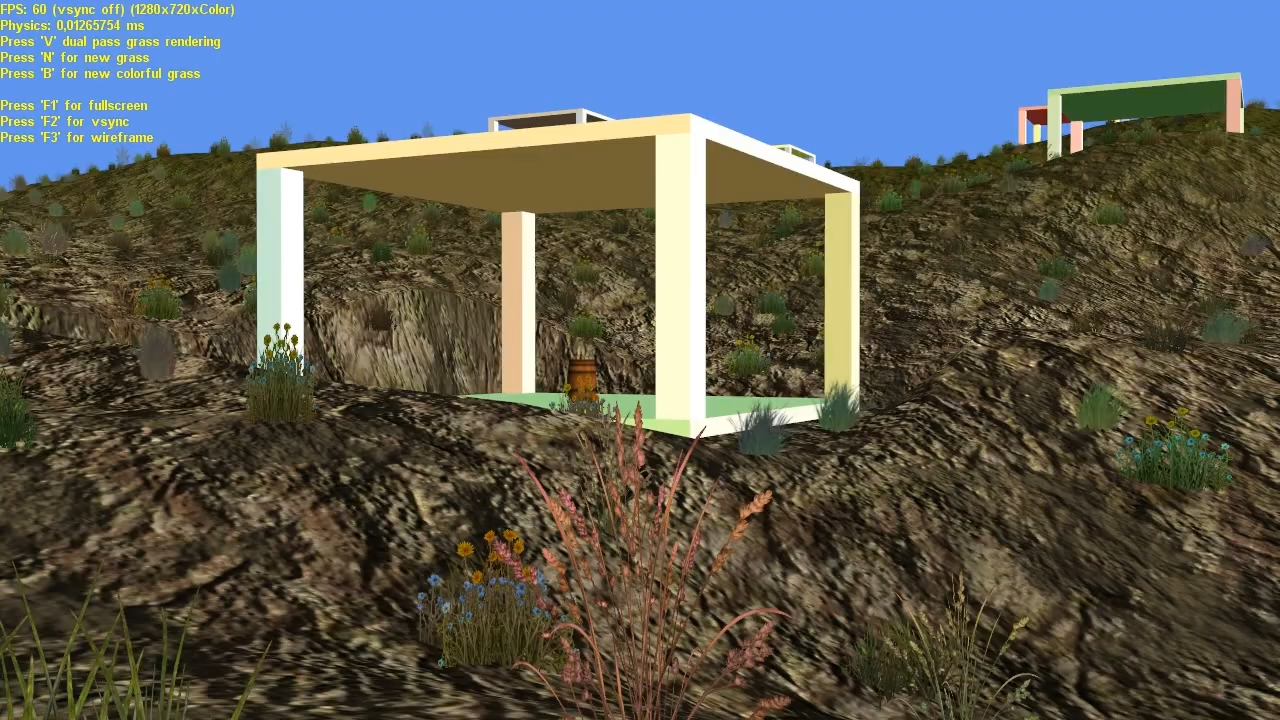 FPS: 60 (vsync off) (1280x720xColor)
Physics: 0,01265754 ms
Press 'V' dual pass grass rendering
Press 'N' for new grass
Press 'B' for new colorful grass
Press 'F1' for fullscreen
Press 'F2' for vsync
Press 'F3' for wireframe